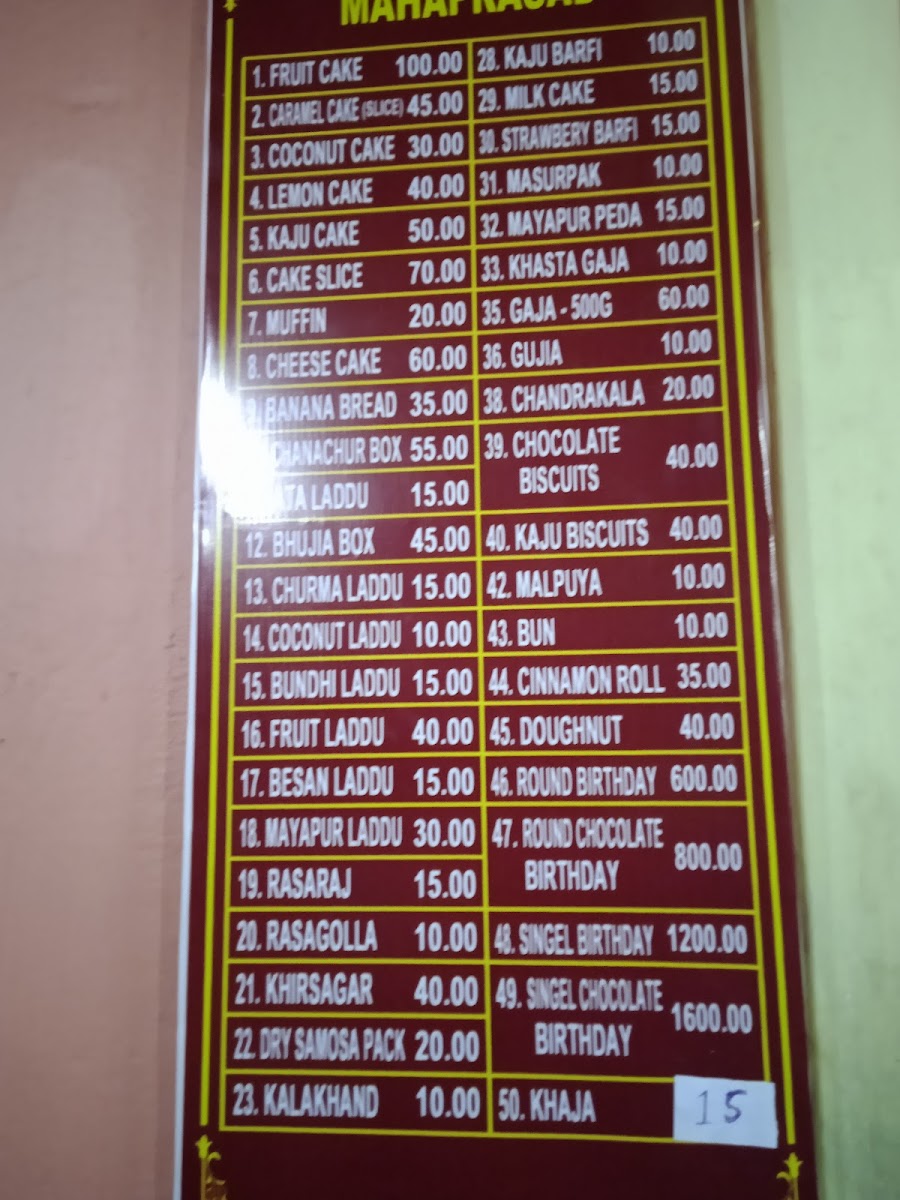 MAHAPRASAD
1. FRUIT CAKE 100.00
2. CARAMEL CAKE (SLICE) 45.00
3. COCONUT CAKE 30.00
4. LEMON CAKE 40.00
5. KAJU CAKE 50.00
6. CAKE SLICE 70.00
7. MUFFIN 20.00
8. CHEESE CAKE 60.00
9. BANANA BREAD 35.00
CHANACHUR BOX 55.00
LADDU 15.00
12. BHUJIA BOX 45.00
13. CHURMA LADDU 15.00
14. COCONUT LADDU 10.00
15. BUNDHI LADDU 15.00
16. FRUIT LADDU 40.00
17. BESAN LADDU 15.00
18. MAYAPUR LADDU 30.00
19. RASARAJ 15.00
20. RASAGOLLA 10.00
21. KHIRSAGAR 40.00
22. DRY SAMOSA PACK 20.00
23. KALAKHAND 10.00
28. KAJU BARFI 10.00
29. MILK CAKE 15.00
30. STRAWBERY BARFI 15.00
31. MASURPAK 10.00
32. MAYAPUR PEDA 15.00
33. KHASTA GAJA 10.00
35. GAJA - 500G 60.00
36. GUJIA 10.00
38. CHANDRAKALA 20.00
39. CHOCOLATE
BISCUITS 40.00
40. KAJU BISCUITS 40.00
42. MALPUYA 10.00
43. BUN 10.00
44. CINNAMON ROLL 35.00
45. DOUGHNUT 40.00
46. ROUND BIRTHDAY 600.00
47. ROUND CHOCOLATE
BIRTHDAY 800.00
48. SINGEL BIRTHDAY 1200.00
49. SINGEL CHOCOLATE
BIRTHDAY 1600.00
50. KHAJA 15